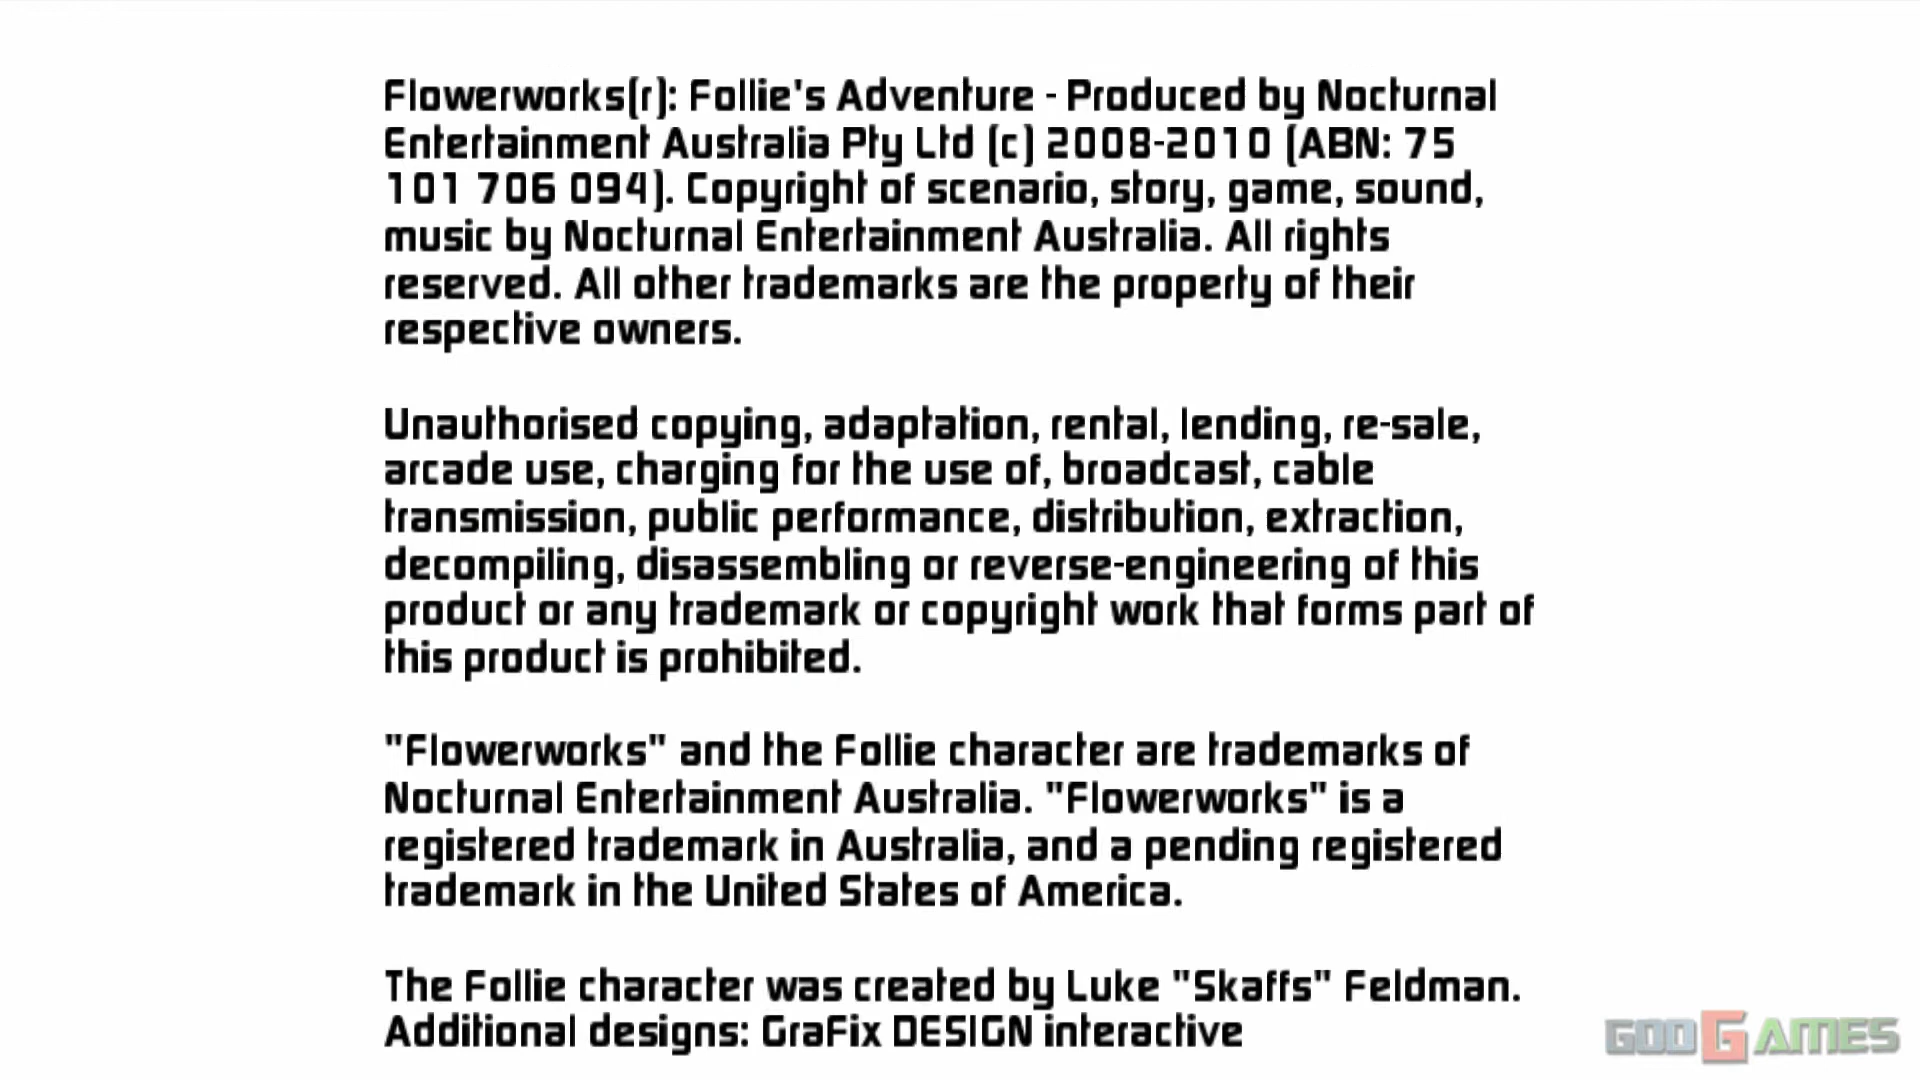 Flowerworks(r): Follie's Adventure - Produced by Nocturnal
Entertainment Australia Pty Ltd (c) 2008-2010 (ABN: 75
101 706 094). Copyright of scenario, story, game, sound,
music by Nocturnal Entertainment Australia. All rights
reserved. All other trademarks are the property of their
respective owners.
Unauthorised copying, adaptation, rental, lending, re-sale,
arcade use, charging for the use of, broadcast, cable
transmission, public performance, distribution, extraction,
decompiling, disassembling or reverse-engineering of this
product or any trademark or copyright work that forms part of
this product is prohibited.
"Flowerworks" and the Follie character are trademarks of
Nocturnal Entertainment Australia. "Flowerworks" is a
registered trademark in Australia, and a pending registered
trademark in the United States of America.
The Follie character was created by Luke "Skaffs" Feldman.
Additional designs: GraFix DESIGN interactive
GODGAMES